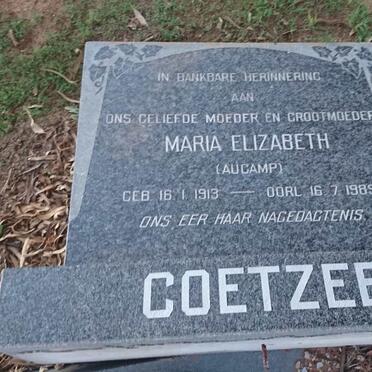 IN DANKBARE HERINNERING
AAN
ONS GELIEFDE MOEDER EN GROOTMOEDER
MARIA ELIZABETH
(AUCAMP)
GEB. 16.1.1913 — OORL. 16.7.1989
ONS EER HAAR NAGEDAGTENIS
COETZEE